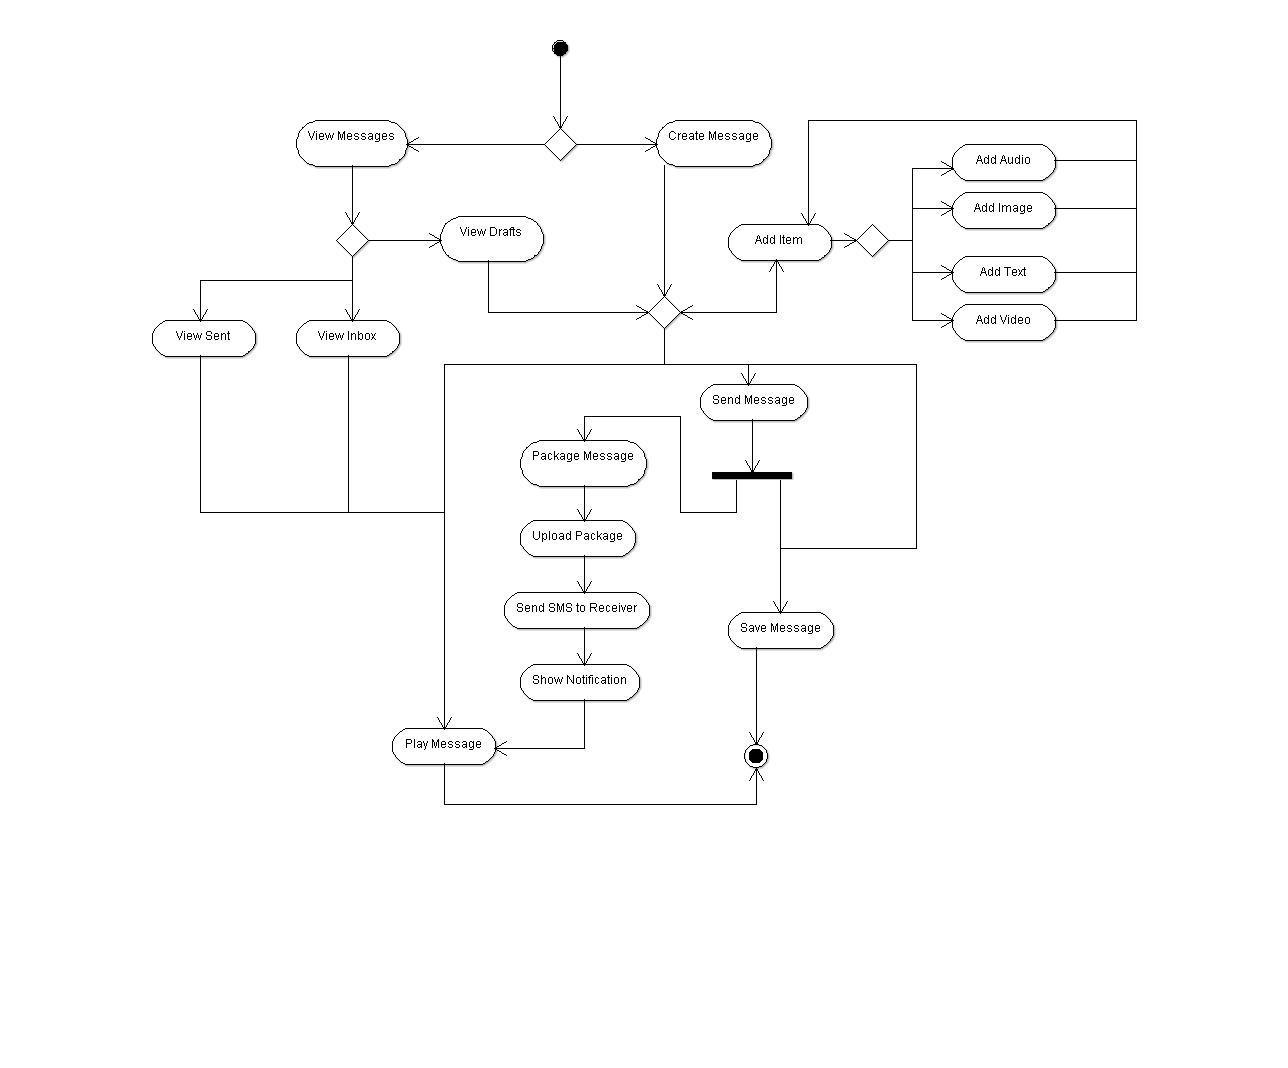 View Messages
Create Message
Add Audio
Add Image
View Drafts
Add Item
Add Text
Add Video
View Sent
View Inbox
Send Message
Package Message
Upload Package
Send SMS to Receiver
Save Message
Show Notification
Play Message